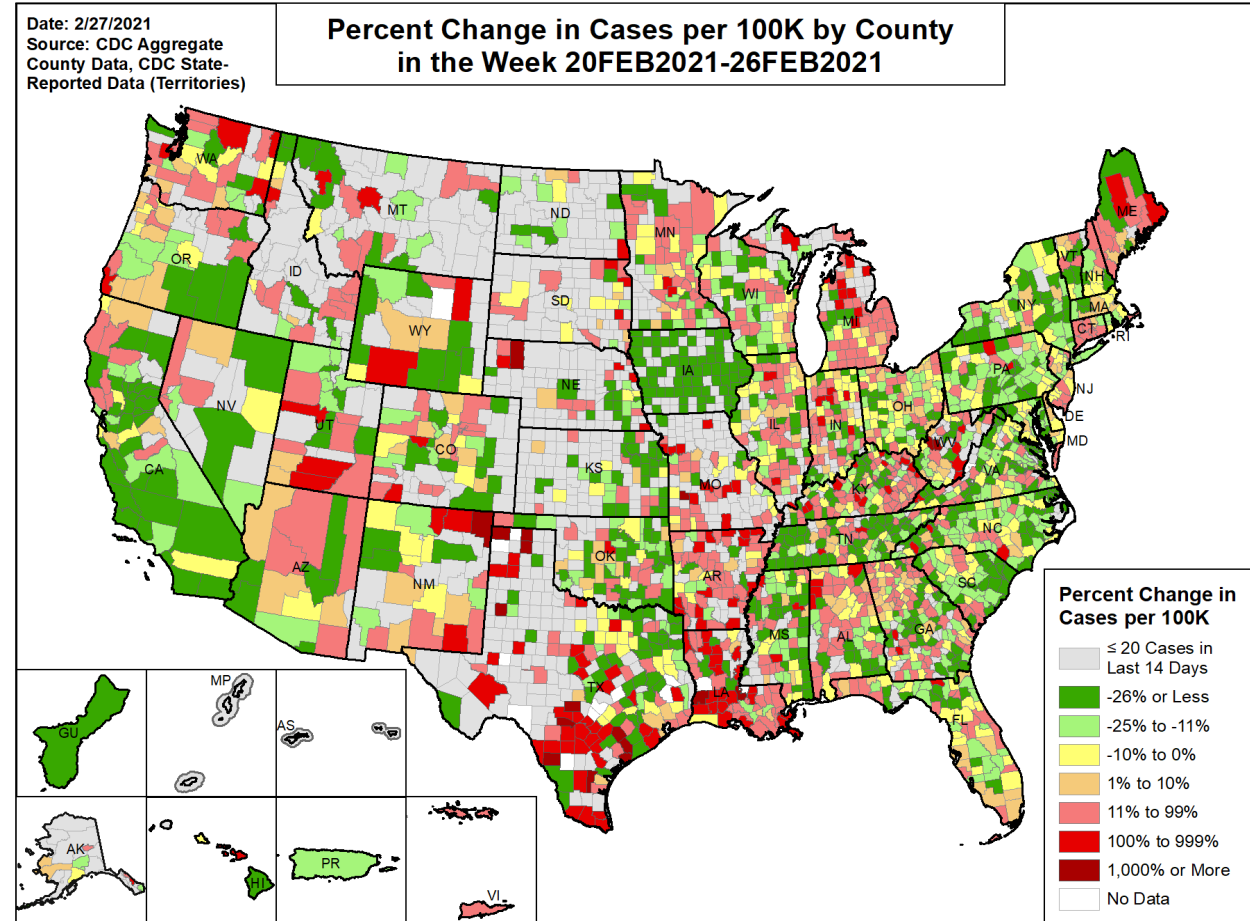 Date: 2/27/2021
Source: CDC Aggregate
County Data, CDC State-
Reported Data (Territories)
Percent Change in Cases per 100K by County
in the Week 20FEB2021-26FEB2021
WA
MT
ND
MN
ME
OR
ID
SD
WI
MI
VT
NH
NY
MA
CT
RI
WY
IA
NE
PA
NJ
NV
UT
CO
IL
IN
OH
DE
MD
WV
VA
CA
KS
MO
KY
AZ
NM
OK
AR
TN
NC
SC
MS
AL
GA
TX
LA
FL
GU
MP
AS
AK
HI
PR
VI
Percent Change in
Cases per 100K
≤ 20 Cases in
Last 14 Days
-26% or Less
-25% to -11%
-10% to 0%
1% to 10%
11% to 99%
100% to 999%
1,000% or More
No Data